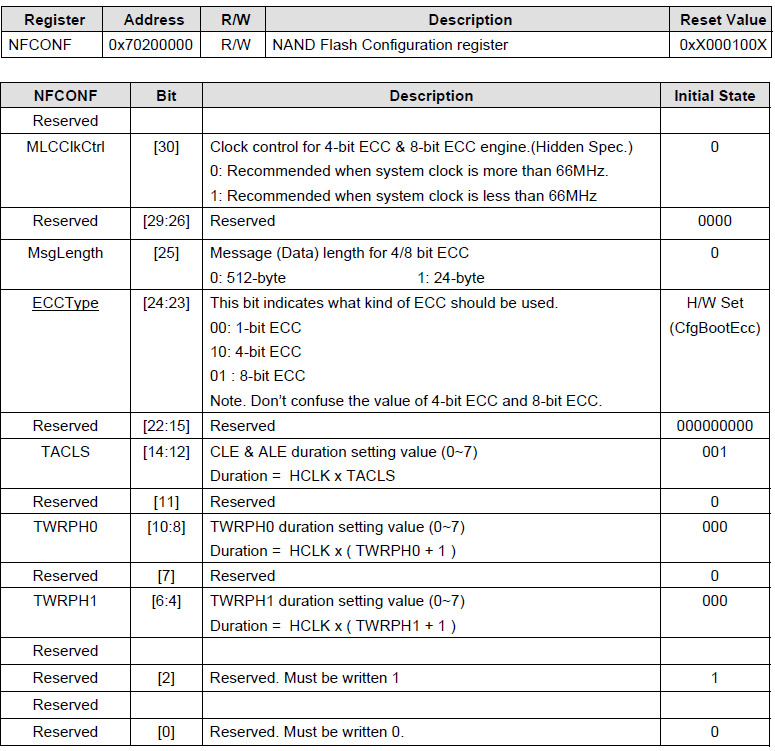 Register Address R/W Description Reset Value
NFCONF 0x70200000 R/W NAND Flash Configuration register 0xX000100X
NFCONF Bit Description Initial State
Reserved
MLCClkCtrl [30] Clock control for 4-bit ECC & 8-bit ECC engine.(Hidden Spec.) 0
0: Recommended when system clock is more than 66MHz.
1: Recommended when system clock is less than 66MHz
Reserved [29:26] Reserved 0000
MsgLength [25] Message (Data) length for 4/8 bit ECC 0
0: 512-byte 1: 24-byte
ECCType [24:23] This bit indicates what kind of ECC should be used. H/W Set
00: 1-bit ECC (CfgBootEcc)
10: 4-bit ECC
01 : 8-bit ECC
Note. Don't confuse the value of 4-bit ECC and 8-bit ECC.
Reserved [22:15] Reserved 000000000
TACLS [14:12] CLE & ALE duration setting value (0~7) 001
Duration = HCLK x TACLS
Reserved [11] Reserved 0
TWRPH0 [10:8] TWRPH0 duration setting value (0~7) 000
Duration = HCLK x ( TWRPH0 + 1 )
Reserved [7] Reserved 0
TWRPH1 [6:4] TWRPH1 duration setting value (0~7) 000
Duration = HCLK x ( TWRPH1 + 1 )
Reserved
Reserved [2] Reserved. Must be written 1 1
Reserved
Reserved [0] Reserved. Must be written 0. 0